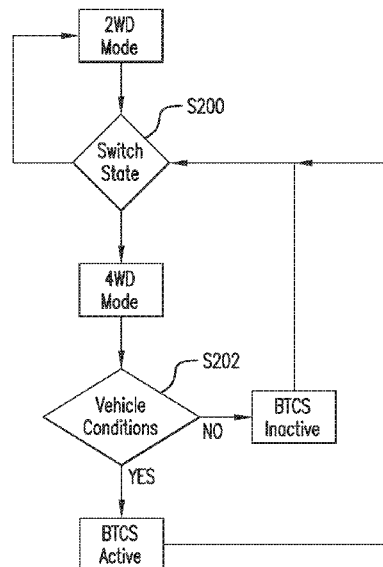 2WD
Mode
S200
Switch
State
4WD
Mode
S202
Vehicle
Conditions
NO
BTCS
Inactive
YES
BTCS
Active